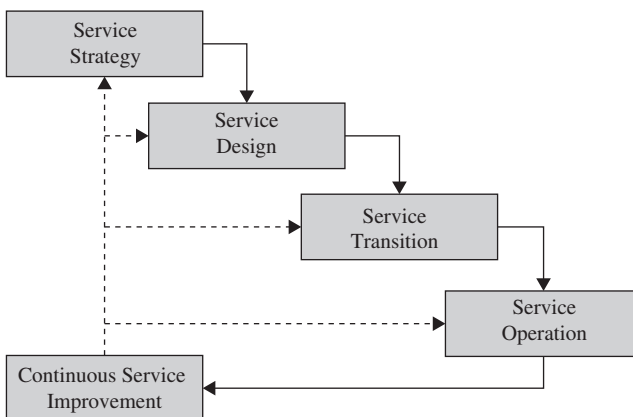 Service
Strategy
Service
Design
Service
Transition
Service
Operation
Continuous Service
Improvement